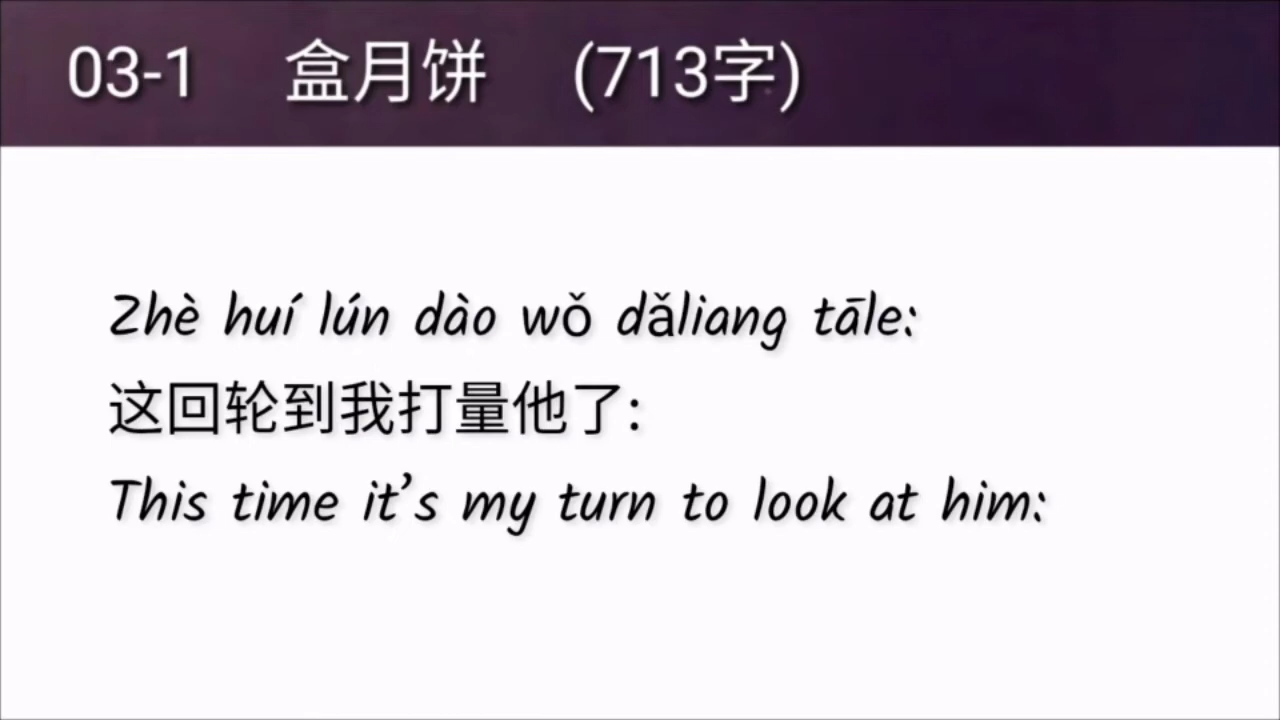 03-1 盒月饼 (713字)
Zhè huí lún dào wǒ dǎliang tāle:
这回轮到我打量他了:
This time it's my turn to look at him: